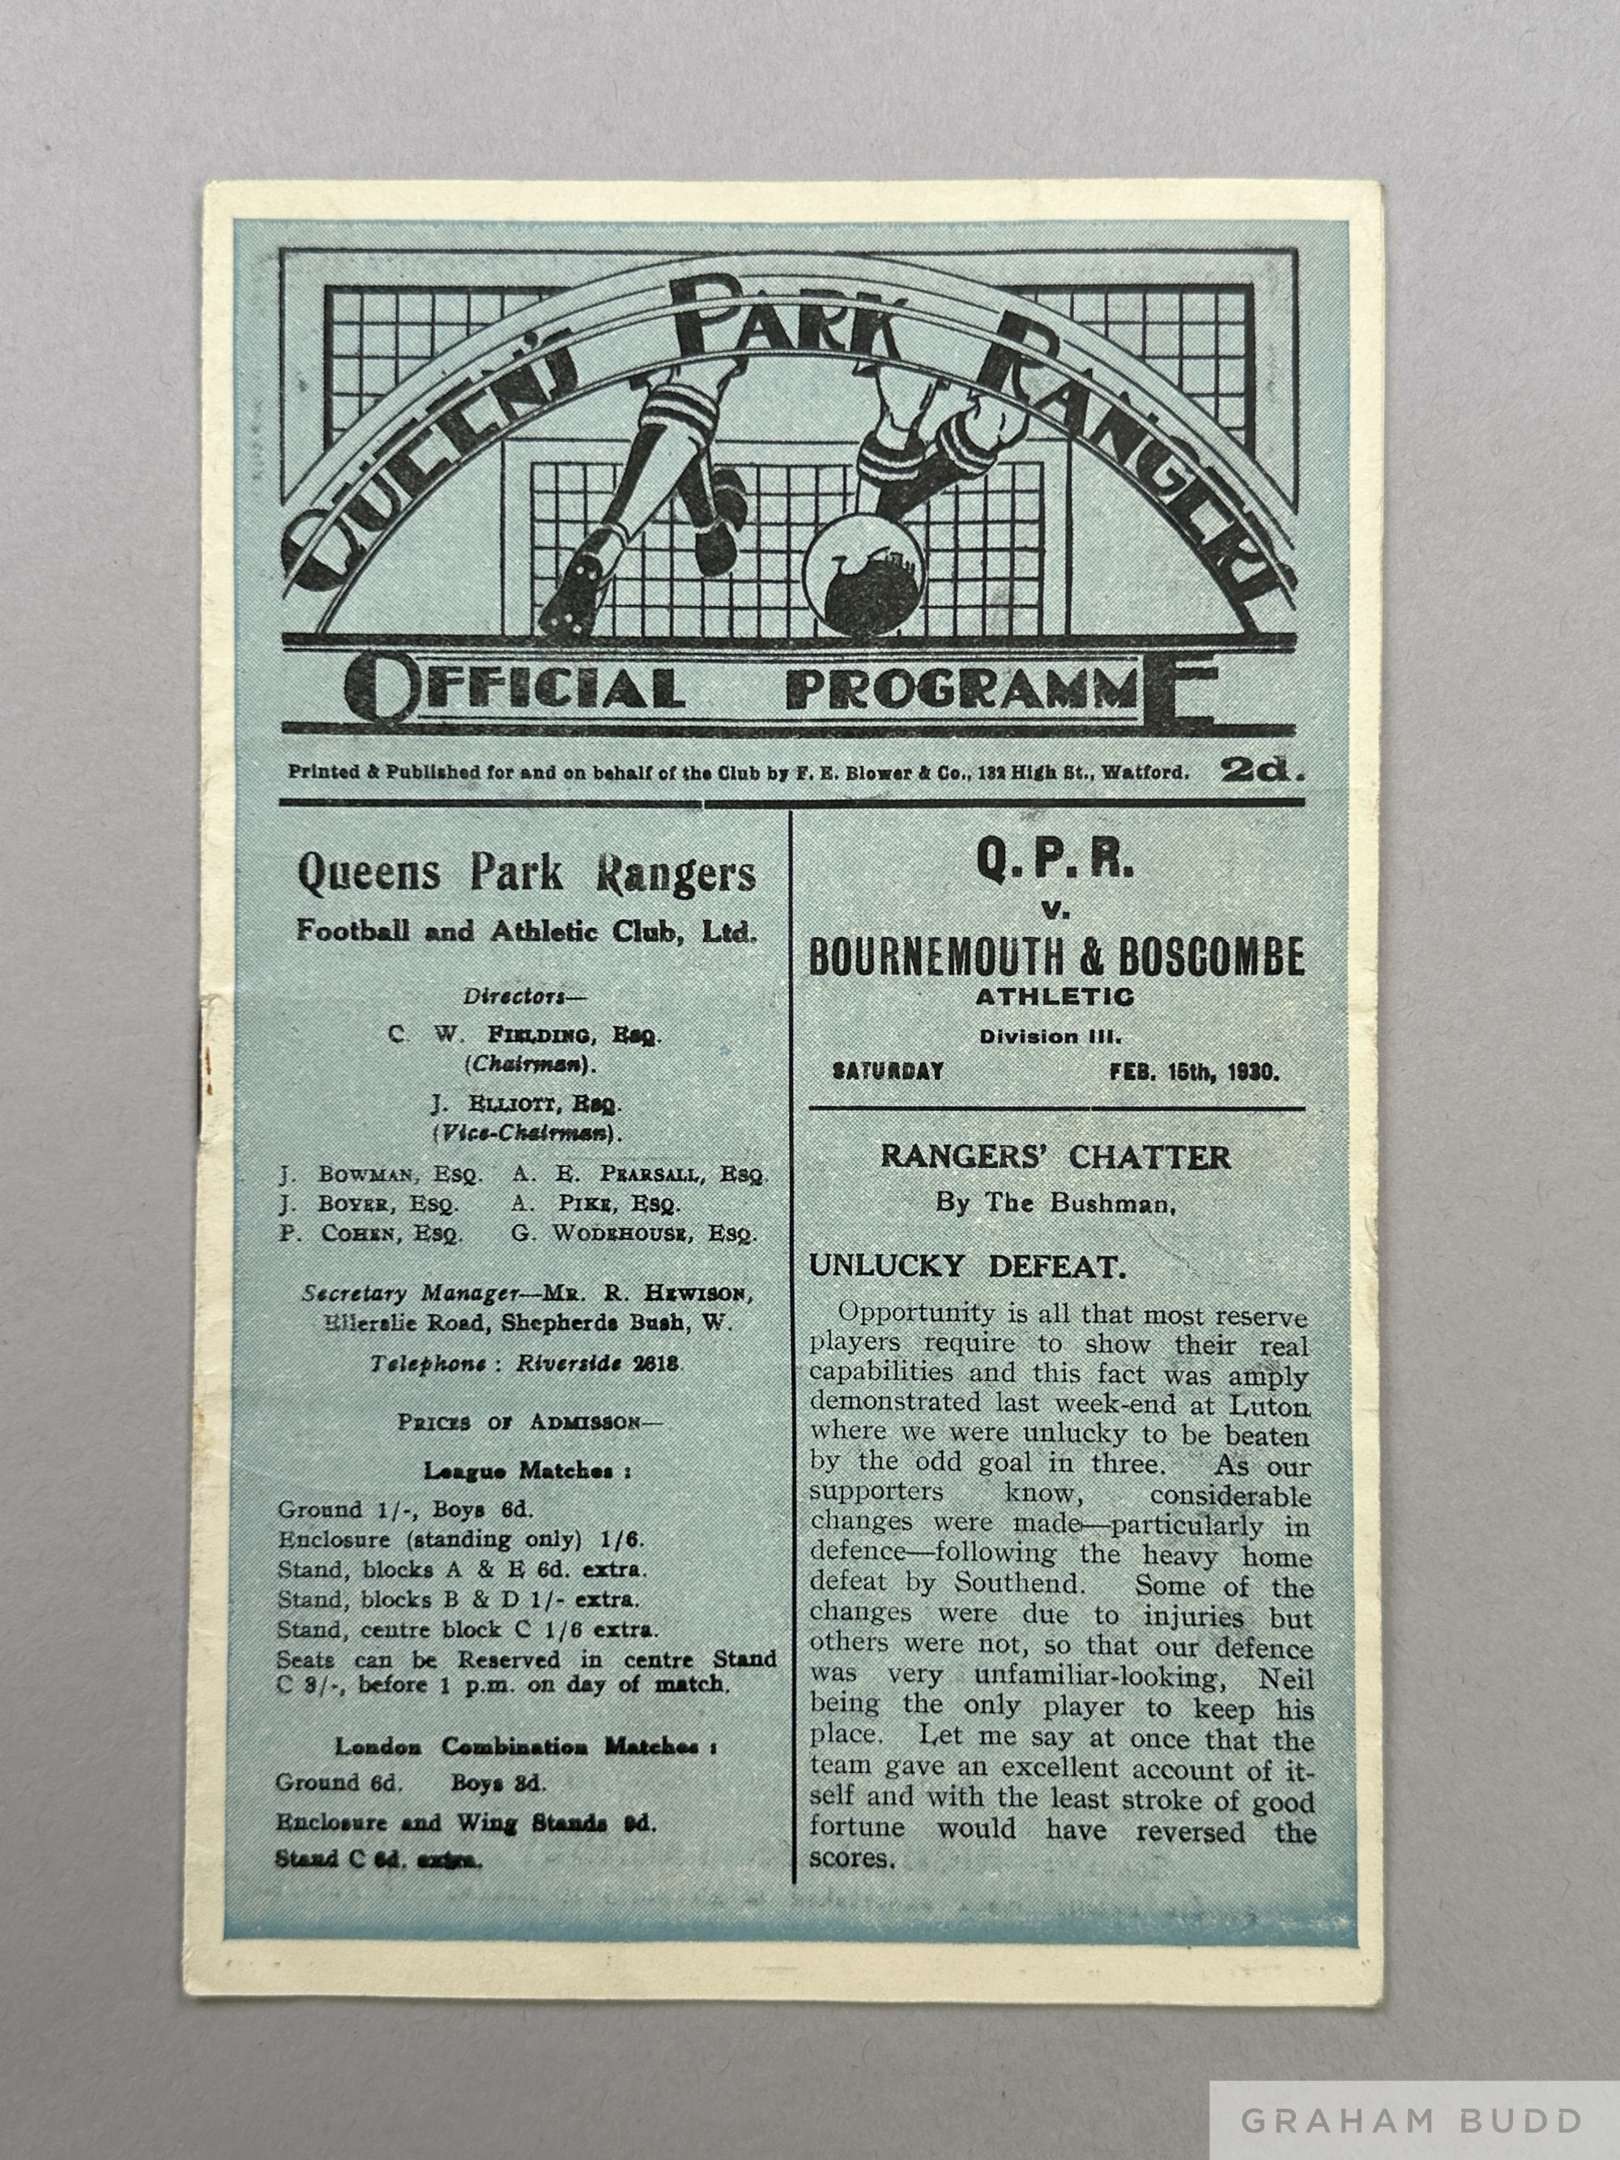 QUEEN'S PARK RANGERS
OFFICIAL PROGRAMME
Printed & Published for and on behalf of the Club by F. E. Blower & Co., 132 High St., Watford. 2d.
Queens Park Rangers
Football and Athletic Club, Ltd.
Directors—
C. W. FIELDING, ESQ.
(Chairman).
J. ELLIOTT, ESQ.
(Vice-Chairman).
J. BOWMAN, ESQ. A. E. PEARSALL, ESQ.
J. BOYER, ESQ. A. PIKE, ESQ.
P. COHEN, ESQ. G. WODEHOUSE, ESQ.
Secretary Manager—MR. R. HEWISON,
Ellerslie Road, Shepherds Bush, W.
Telephone: Riverside 2618.
PRICES OF ADMISSON—
League Matches:
Ground 1/-, Boys 6d.
Enclosure (standing only) 1/6.
Stand, blocks A & E 6d. extra.
Stand, blocks B & D 1/- extra.
Stand, centre block C 1/6 extra.
Seats can be Reserved in centre Stand
C 3/-, before 1 p.m. on day of match.
London Combination Matches:
Ground 6d. Boys 3d.
Enclosure and Wing Stands 9d.
Stand C 6d. extra.
Q.P.R.
v.
BOURNEMOUTH & BOSCOMBE
ATHLETIC
Division III.
SATURDAY FEB. 15th, 1930.
RANGERS' CHATTER
By The Bushman,
UNLUCKY DEFEAT.
Opportunity is all that most reserve
players require to show their real
capabilities and this fact was amply
demonstrated last week-end at Luton
where we were unlucky to be beaten
by the odd goal in three. As our
supporters know, considerable
changes were made—particularly in
defence—following the heavy home
defeat by Southend. Some of the
changes were due to injuries but
others were not, so that our defence
was very unfamiliar-looking, Neil
being the only player to keep his
place. Let me say at once that the
team gave an excellent account of it-
self and with the least stroke of good
fortune would have reversed the
scores.
GRAHAM BUDD